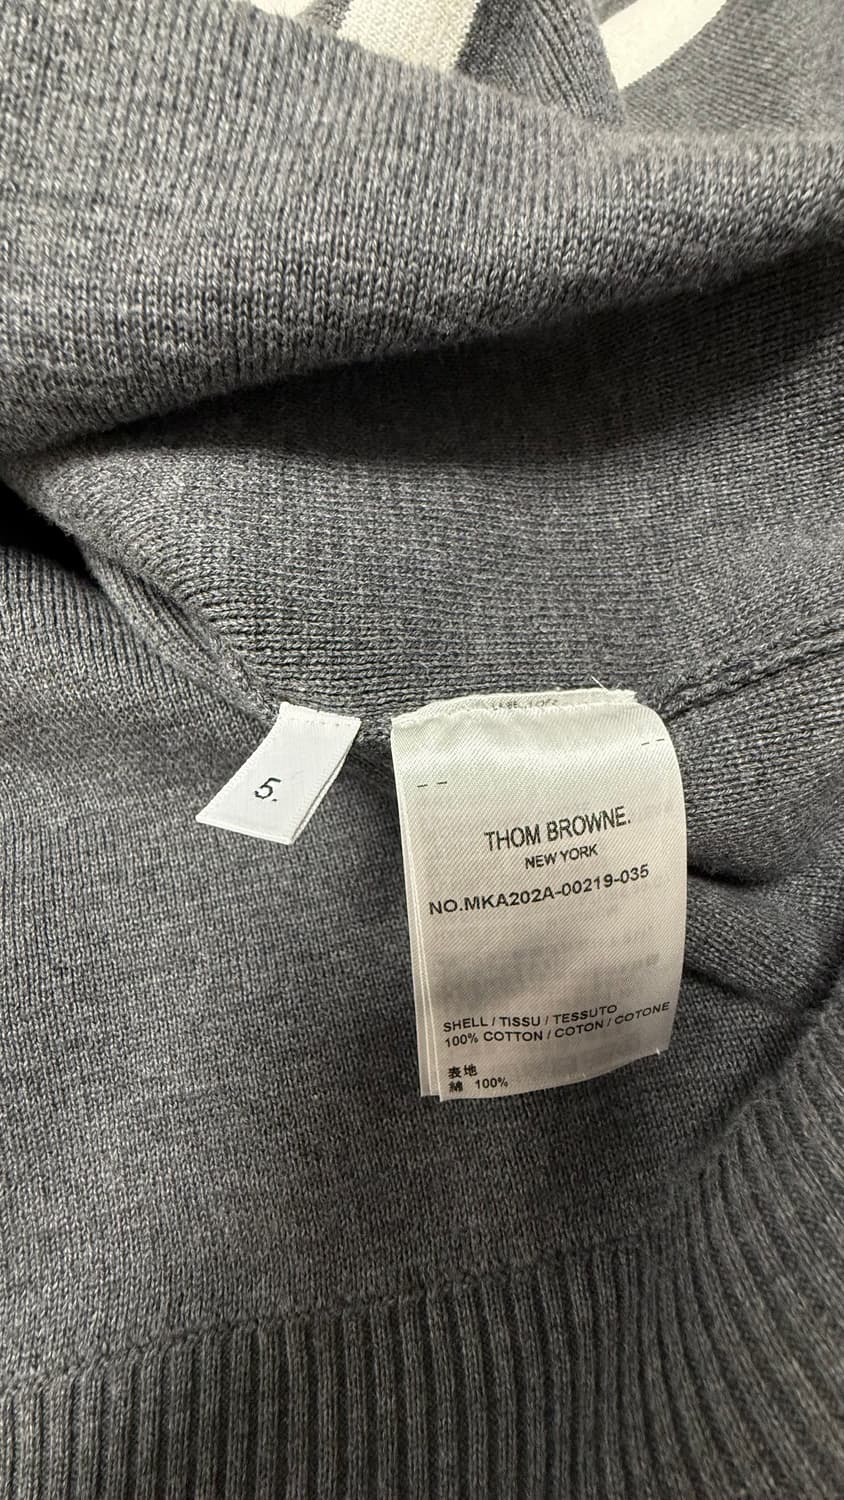 5.
THOM BROWNE.
NEW YORK
NO.MKA202A-00219-035
SHELL / TISSU / TESSUTO
100% COTTON / COTON / COTONE
表地
綿 100%